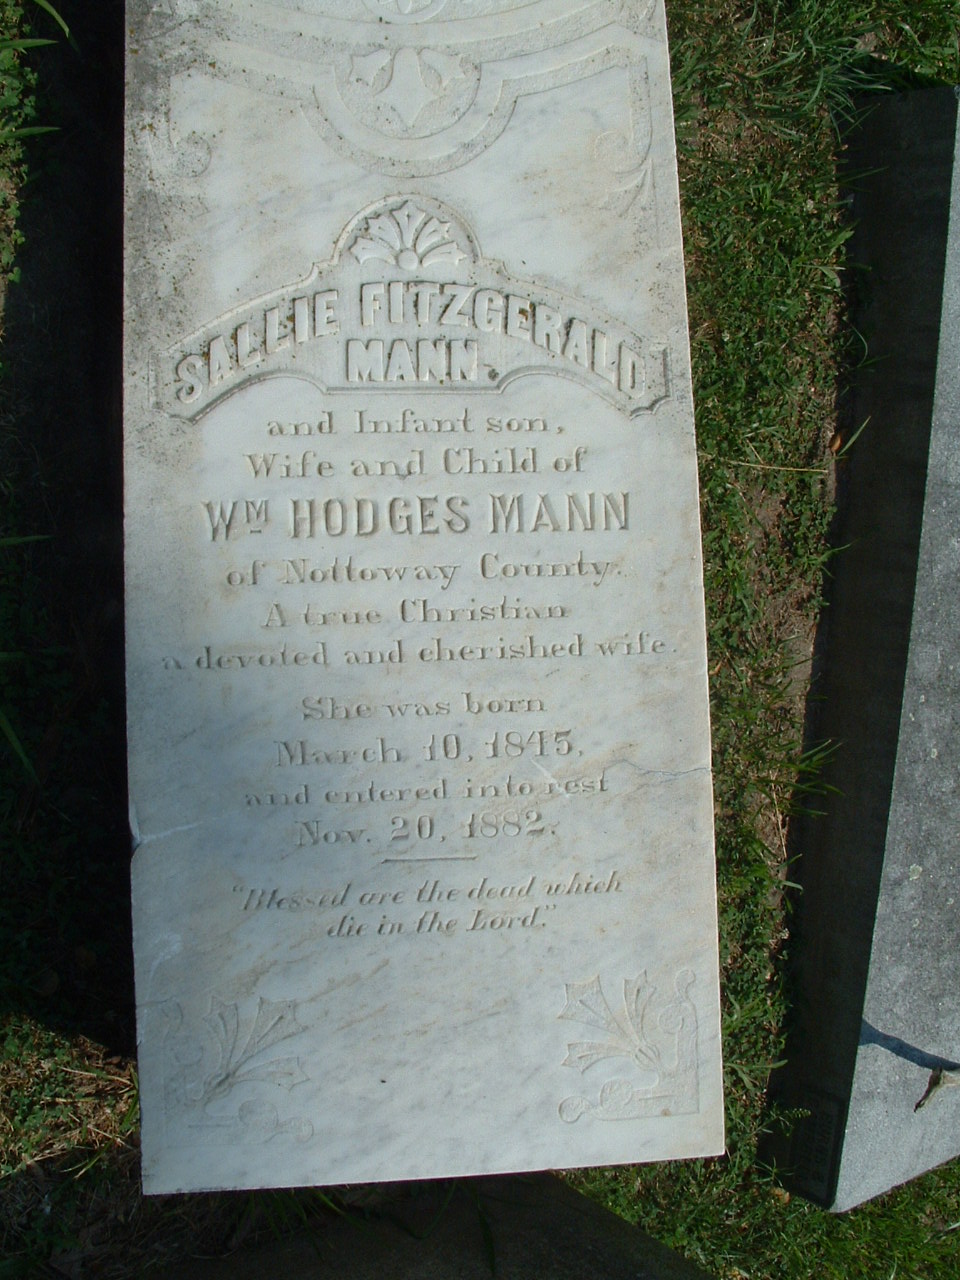 SALLIE FITZGERALD
MANN.
and Infant son,
Wife and Child of
WM HODGES MANN
of Nottoway County.
A true Christian
a devoted and cherished wife.
She was born
March 10, 1845,
and entered into rest
Nov. 20, 1882.
"Blessed are the dead which
die in the Lord."